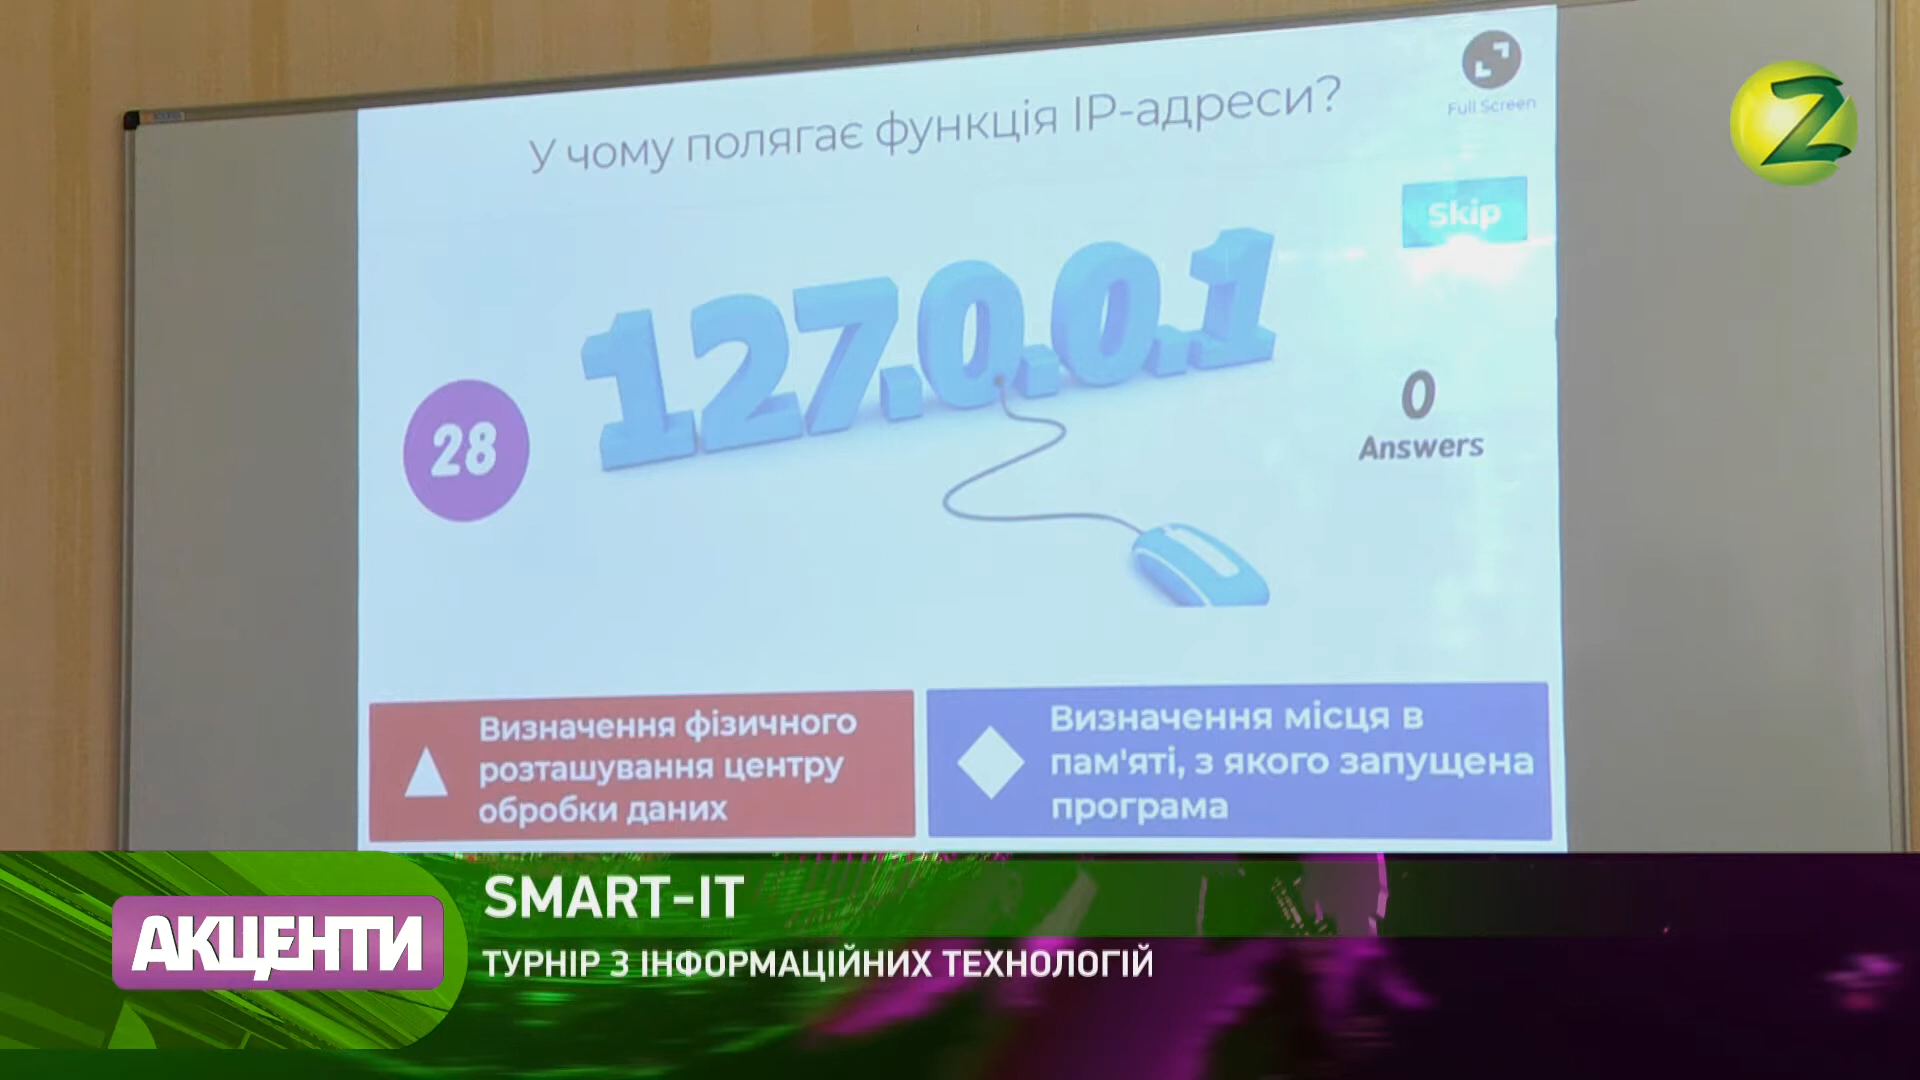 У чому полягає функція IP-адреси?
Full Screen
Z
Skip
127.0.0.1
28
0
Answers
Визначення фізичного
розташування центру
обробки даних
Визначення місця в
пам'яті, з якого запущена
програма
АКЦЕНТИ
SMART-IT
ТУРНІР З ІНФОРМАЦІЙНИХ ТЕХНОЛОГІЙ